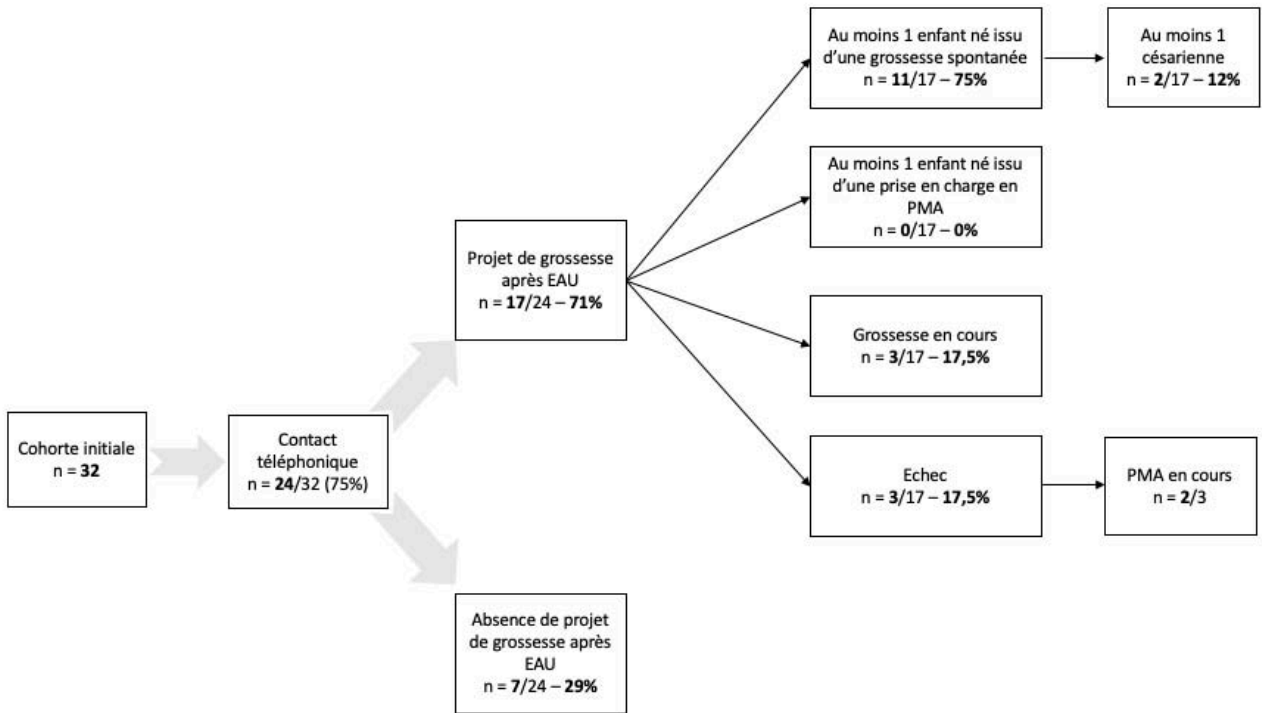 Cohorte initiale
n = 32
Contact
téléphonique
n = 24/32 (75%)
Projet de grossesse
après EAU
n = 17/24 – 71%
Absence de projet
de grossesse après
EAU
n = 7/24 – 29%
Au moins 1 enfant né issu
d’une grossesse spontanée
n = 11/17 – 75%
Au moins 1
césarienne
n = 2/17 – 12%
Au moins 1 enfant né issu
d’une prise en charge en
PMA
n = 0/17 – 0%
Grossesse en cours
n = 3/17 – 17,5%
Echec
n = 3/17 – 17,5%
PMA en cours
n = 2/3